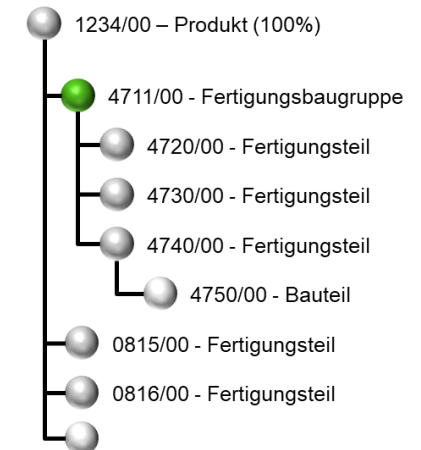 1234/00 – Produkt (100%)
4711/00 - Fertigungsbaugruppe
4720/00 - Fertigungsteil
4730/00 - Fertigungsteil
4740/00 - Fertigungsteil
4750/00 - Bauteil
0815/00 - Fertigungsteil
0816/00 - Fertigungsteil